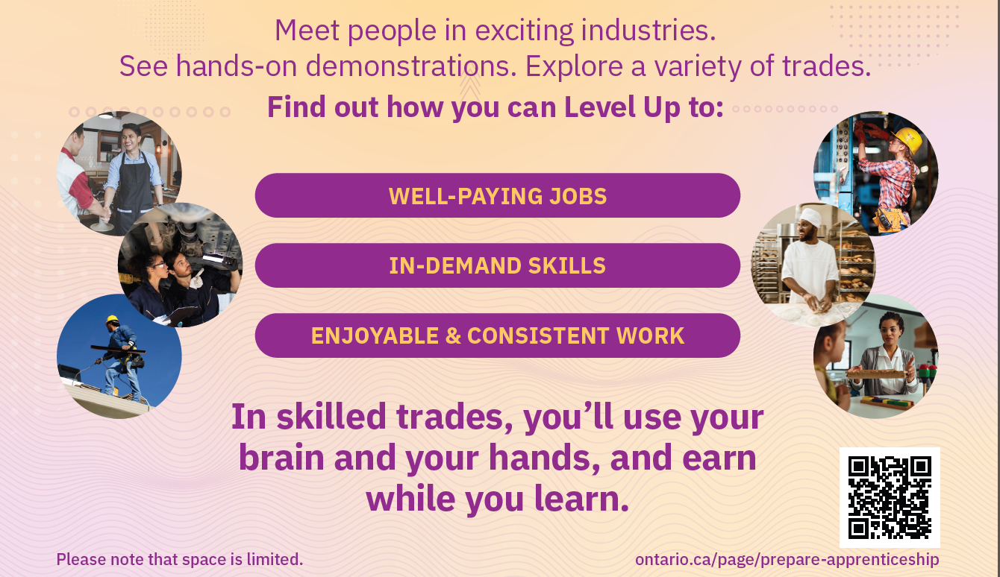 Meet people in exciting industries.
See hands-on demonstrations. Explore a variety of trades.
Find out how you can Level Up to:
WELL-PAYING JOBS
IN-DEMAND SKILLS
ENJOYABLE & CONSISTENT WORK
In skilled trades, you’ll use your
brain and your hands, and earn
while you learn.
Please note that space is limited.
ontario.ca/page/prepare-apprenticeship